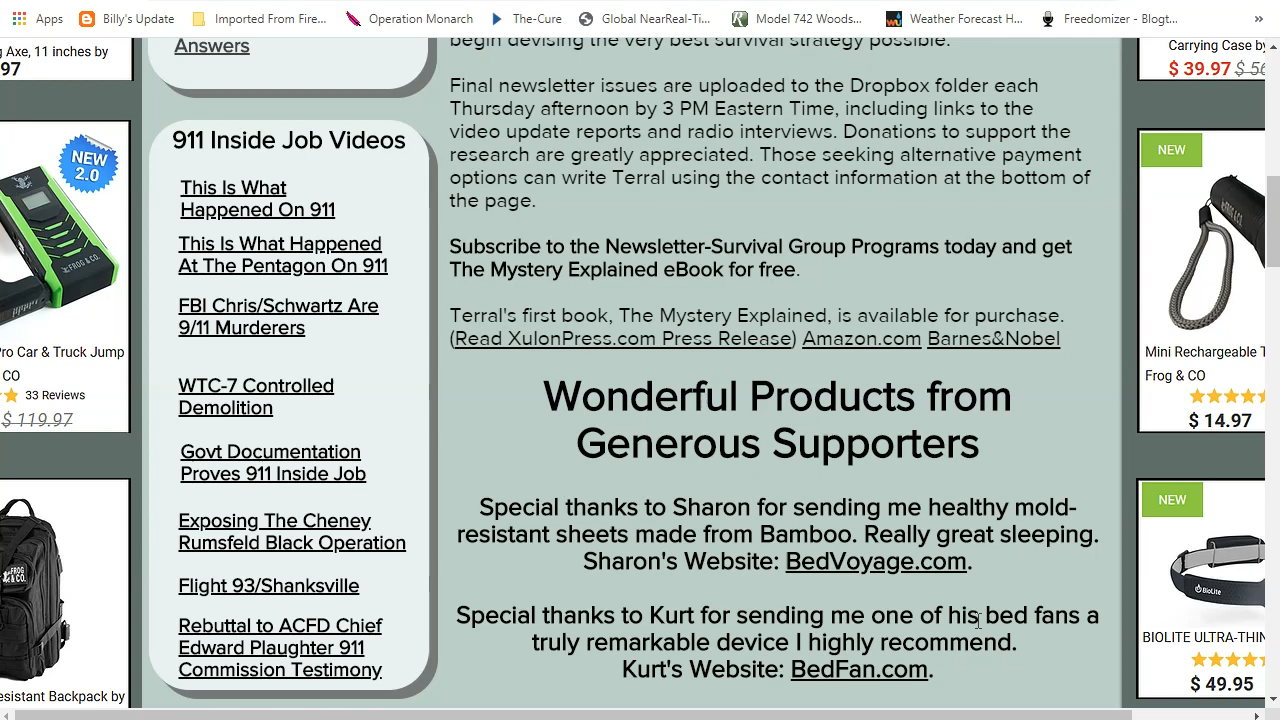 Apps
Billy's Update
Imported From Fire...
Operation Monarch
The-Cure
Global NearReal-Ti...
Model 742 Woods...
Weather Forecast H...
Freedomizer - Blogt...
»
Axe, 11 inches by
97
NEW
2.0
FROG & CO.
ro Car & Truck Jump
CO
33 Reviews
$ 119.97
FROG
& CO
esistant Backpack by
Answers
911 Inside Job Videos
This Is What
Happened On 911
This Is What Happened
At The Pentagon On 911
FBI Chris/Schwartz Are
9/11 Murderers
WTC-7 Controlled
Demolition
Govt Documentation
Proves 911 Inside Job
Exposing The Cheney
Rumsfeld Black Operation
Flight 93/Shanksville
Rebuttal to ACFD Chief
Edward Plaughter 911
Commission Testimony
begin devising the very best survival strategy possible.
Final newsletter issues are uploaded to the Dropbox folder each
Thursday afternoon by 3 PM Eastern Time, including links to the
video update reports and radio interviews. Donations to support the
research are greatly appreciated. Those seeking alternative payment
options can write Terral using the contact information at the bottom of
the page.
Subscribe to the Newsletter-Survival Group Programs today and get
The Mystery Explained eBook for free.
Terral's first book, The Mystery Explained, is available for purchase.
(Read XulonPress.com Press Release) Amazon.com Barnes&Nobel
Wonderful Products from
Generous Supporters
Special thanks to Sharon for sending me healthy mold-
resistant sheets made from Bamboo. Really great sleeping.
Sharon's Website: BedVoyage.com.
Special thanks to Kurt for sending me one of his bed fans a
truly remarkable device I highly recommend.
Kurt's Website: BedFan.com.
Carrying Case by
$ 39.97 $ 56
NEW
Mini Rechargeable T
Frog & CO
$ 14.97
NEW
BioLite
BIOLITE ULTRA-THIN
$ 49.95